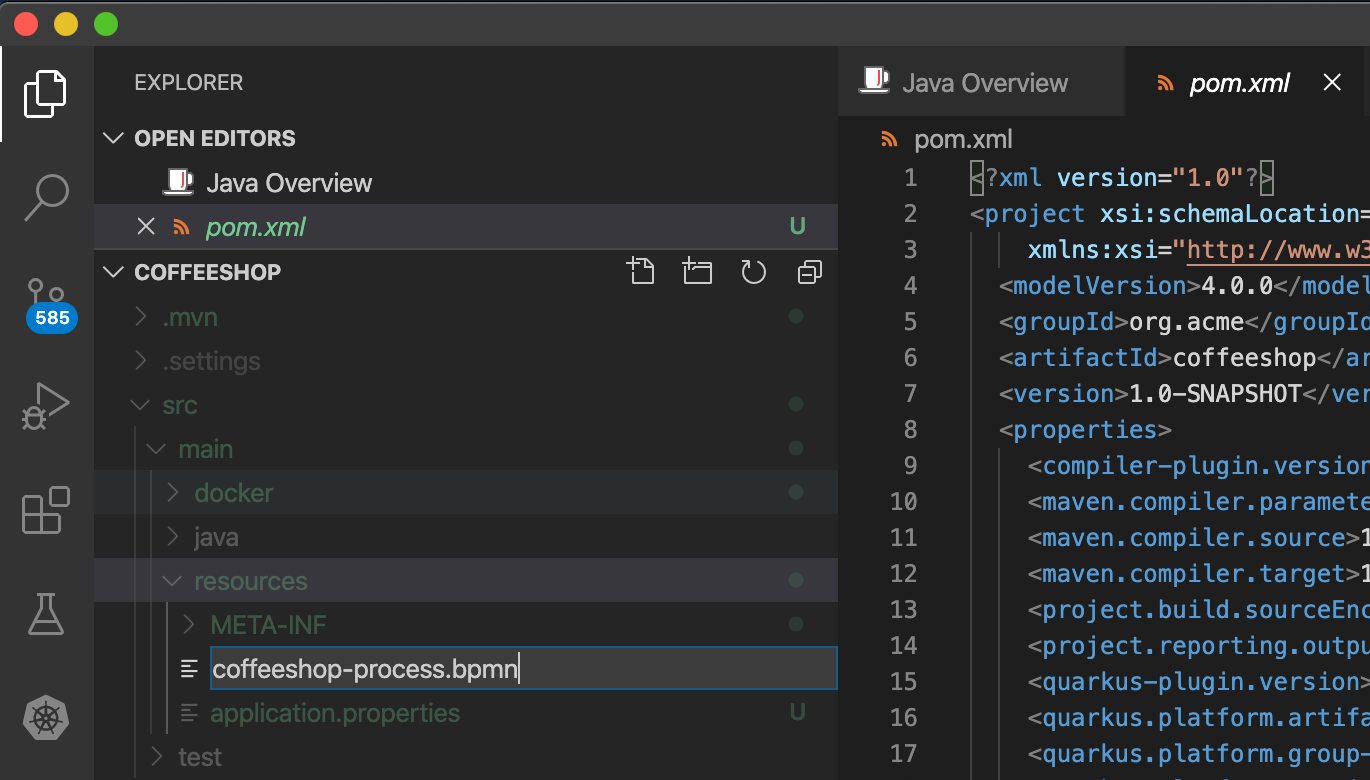 EXPLORER
OPEN EDITORS
Java Overview
pom.xml U
COFFEESHOP
585
.mvn
.settings
src
main
docker
java
resources
META-INF
coffeeshop-process.bpmn
application.properties U
test
Java Overview
pom.xml
pom.xml
1 <?xml version="1.0"?>
2 <project xsi:schemaLocation=
3 xmlns:xsi="http://www.w3
4 <modelVersion>4.0.0</model
5 <groupId>org.acme</groupId
6 <artifactId>coffeeshop</ar
7 <version>1.0-SNAPSHOT</ver
8 <properties>
9 <compiler-plugin.version
10 <maven.compiler.paramete
11 <maven.compiler.source>1
12 <maven.compiler.target>1
13 <project.build.sourceEnc
14 <project.reporting.outpu
15 <quarkus-plugin.version>
16 <quarkus.platform.artifa
17 <quarkus.platform.group-